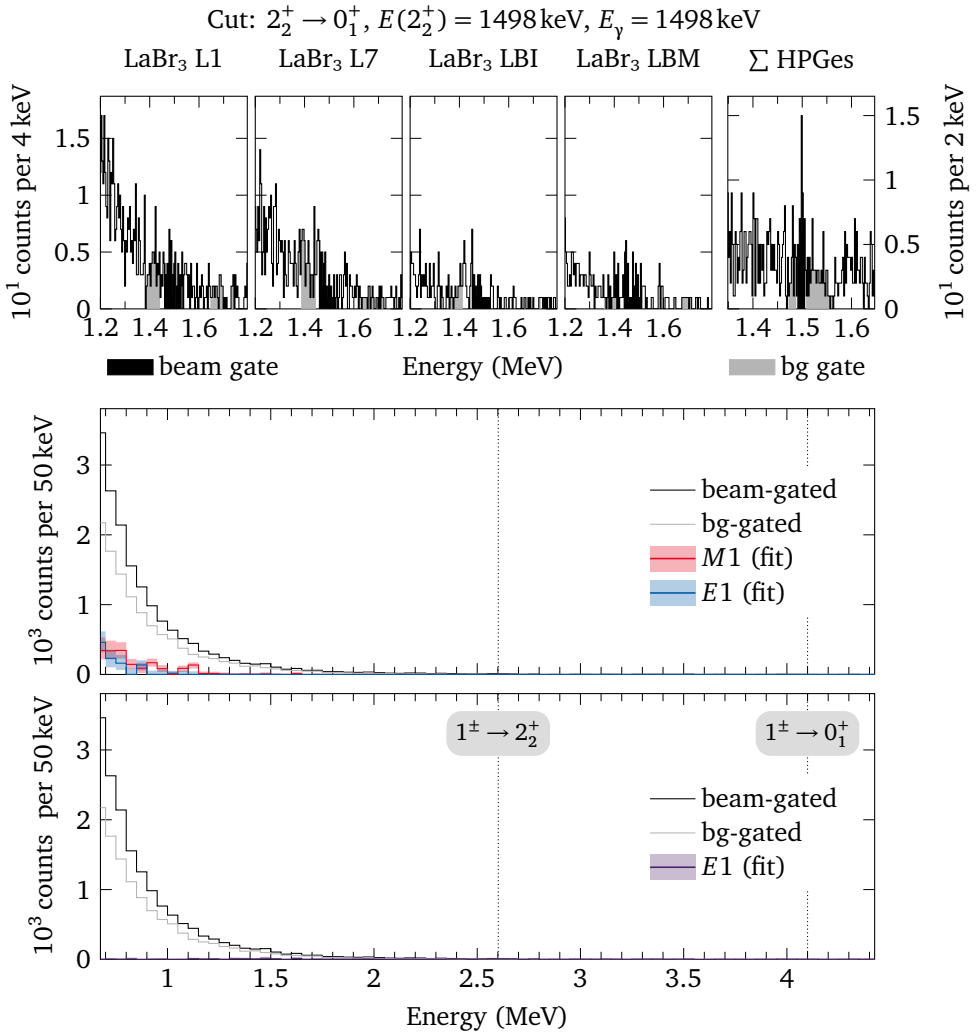 Cut: 2₂⁺ → 0₁⁺, E(2₂⁺) = 1498 keV, Eγ = 1498 keV
LaBr₃ L1 LaBr₃ L7 LaBr₃ LBI LaBr₃ LBM ∑ HPGes
10¹ counts per 4 keV
1.5
1
0.5
0
1.5
1
0.5
0
10¹ counts per 2 keV
1.2 1.4 1.6 1.2 1.4 1.6 1.2 1.4 1.6 1.2 1.4 1.6 1.4 1.5 1.6
beam gate Energy (MeV) bg gate
10³ counts per 50 keV
3
2
1
0
beam-gated
bg-gated
M1 (fit)
E1 (fit)
10³ counts per 50 keV
3
2
1
0
1± → 2₂⁺ 1± → 0₁⁺
beam-gated
bg-gated
E1 (fit)
1 1.5 2 2.5 3 3.5 4
Energy (MeV)